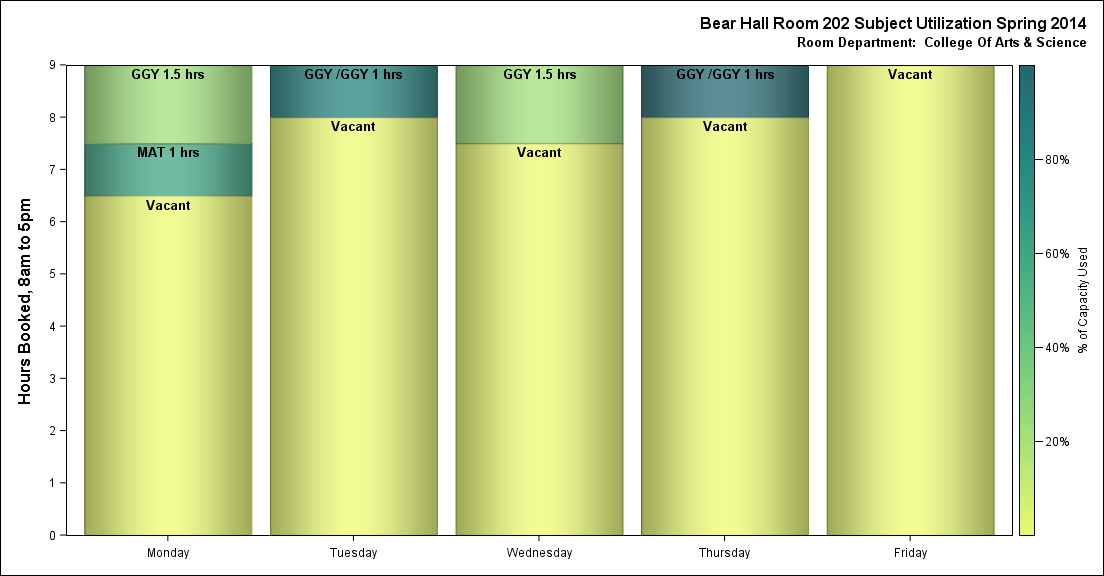 Bear Hall Room 202 Subject Utilization Spring 2014
Room Department:  College Of Arts & Science
Hours Booked, 8am to 5pm
9
8
7
6
5
4
3
2
1
0
GGY 1.5 hrs
MAT 1 hrs
Vacant
GGY /GGY 1 hrs
Vacant
GGY 1.5 hrs
Vacant
GGY /GGY 1 hrs
Vacant
Vacant
Monday
Tuesday
Wednesday
Thursday
Friday
80%
60%
40%
20%
% of Capacity Used